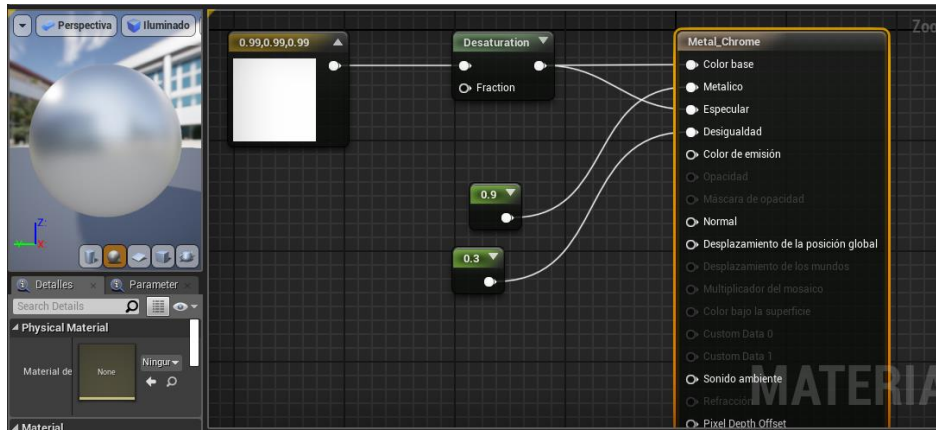 Perspectiva
Iluminado
Z
Y
X
Detalles
Parameter
Search Details
Physical Material
Material de
None
Ningur
Material
Zoo
0.99,0.99,0.99
Desaturation
Fraction
0.9
0.3
Metal_Chrome
Color base
Metalico
Especular
Desigualdad
Color de emisión
Opacidad
Máscara de opacidad
Normal
Desplazamiento de la posición global
Desplazamiento de los mundos
Multiplicador del mosaico
Color bajo la superficie
Custom Data 0
Custom Data 1
Sonido ambiente
Refracción
Pixel Depth Offset
MATERIA